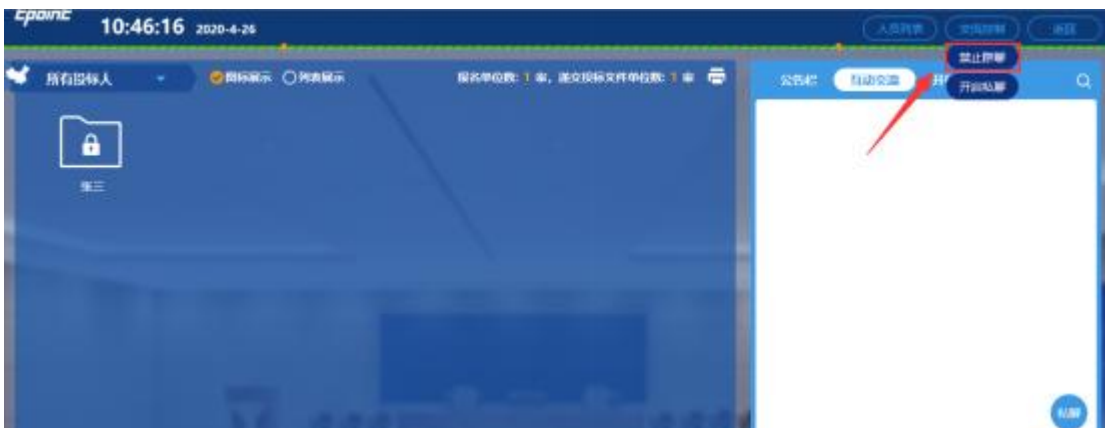 Epoint 10:46:16 2020-4-26
人员列表 交流控制 返回
禁止群聊
开启私聊
所有投标人 图标展示 列表展示 报名单位数: 1 家, 递交投标文件单位数: 1 家
公告栏 互动交流 开
张三
私聊